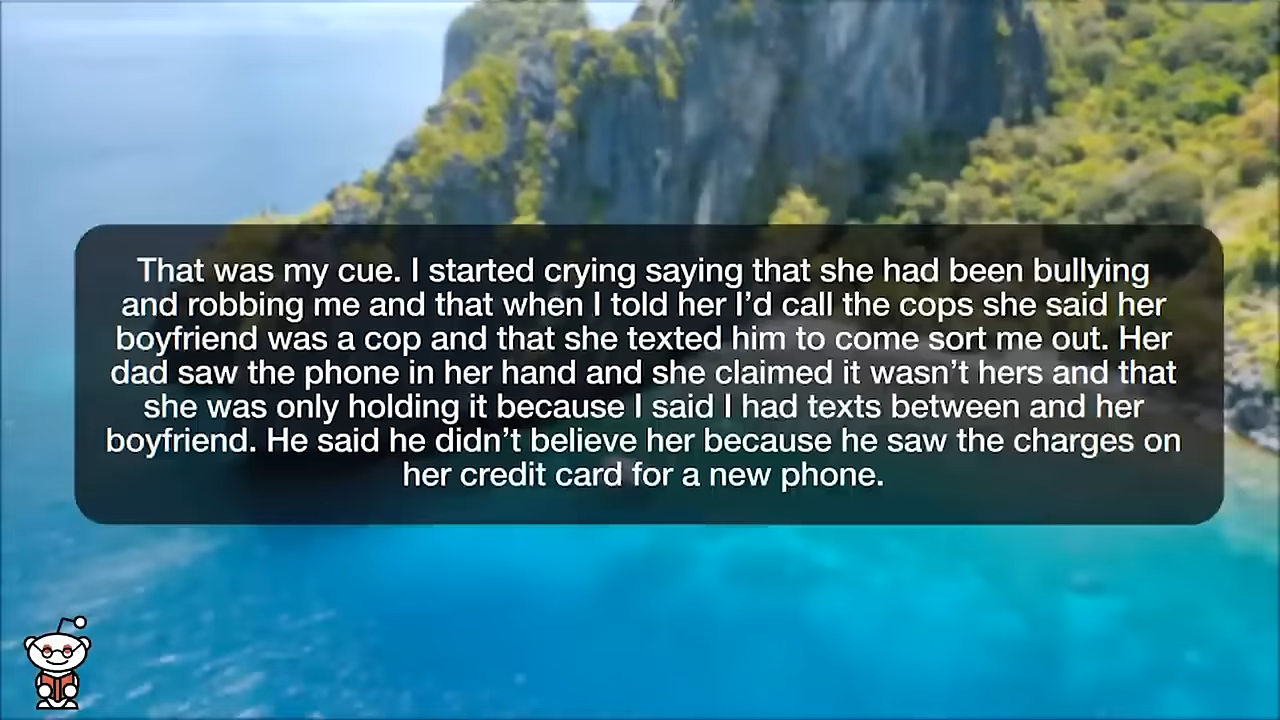 That was my cue. I started crying saying that she had been bullying
and robbing me and that when I told her I’d call the cops she said her
boyfriend was a cop and that she texted him to come sort me out. Her
dad saw the phone in her hand and she claimed it wasn’t hers and that
she was only holding it because I said I had texts between and her
boyfriend. He said he didn’t believe her because he saw the charges on
her credit card for a new phone.